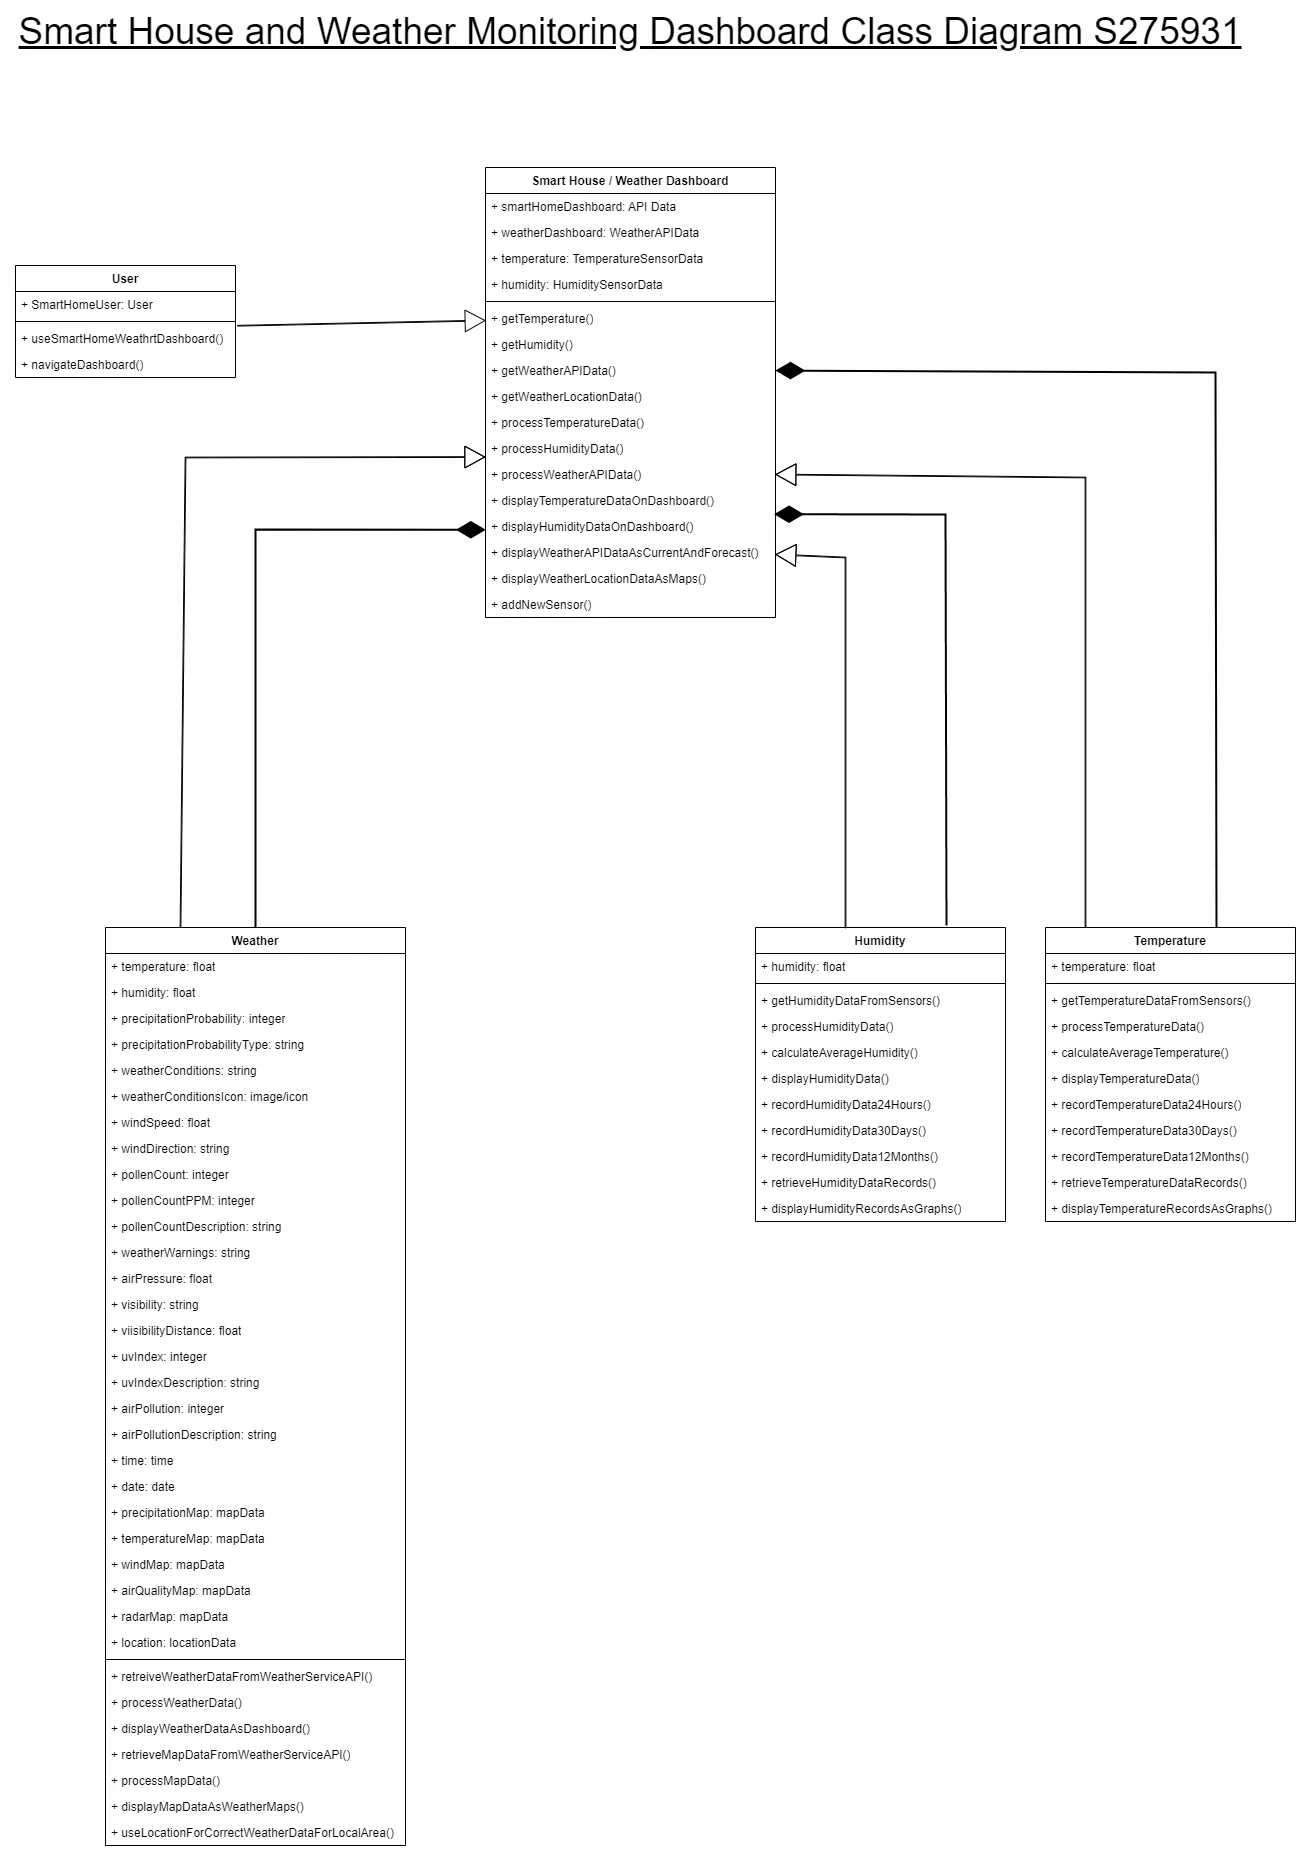 Smart House and Weather Monitoring Dashboard Class Diagram S275931
Smart House / Weather Dashboard
+ smartHomeDashboard: API Data
+ weatherDashboard: WeatherAPIData
+ temperature: TemperatureSensorData
+ humidity: HumiditySensorData
+ getTemperature()
+ getHumidity()
+ getWeatherAPIData()
+ getWeatherLocationData()
+ processTemperatureData()
+ processHumidityData()
+ processWeatherAPIData()
+ displayTemperatureDataOnDashboard()
+ displayHumidityDataOnDashboard()
+ displayWeatherAPIDataAsCurrentAndForecast()
+ displayWeatherLocationDataAsMaps()
+ addNewSensor()
User
+ SmartHomeUser: User
+ useSmartHomeWeathrtDashboard()
+ navigateDashboard()
Weather
+ temperature: float
+ humidity: float
+ precipitationProbability: integer
+ precipitationProbabilityType: string
+ weatherConditions: string
+ weatherConditionsIcon: image/icon
+ windSpeed: float
+ windDirection: string
+ pollenCount: integer
+ pollenCountPPM: integer
+ pollenCountDescription: string
+ weatherWarnings: string
+ airPressure: float
+ visibility: string
+ viisibilityDistance: float
+ uvIndex: integer
+ uvIndexDescription: string
+ airPollution: integer
+ airPollutionDescription: string
+ time: time
+ date: date
+ precipitationMap: mapData
+ temperatureMap: mapData
+ windMap: mapData
+ airQualityMap: mapData
+ radarMap: mapData
+ location: locationData
+ retreiveWeatherDataFromWeatherServiceAPI()
+ processWeatherData()
+ displayWeatherDataAsDashboard()
+ retrieveMapDataFromWeatherServiceAPI()
+ processMapData()
+ displayMapDataAsWeatherMaps()
+ useLocationForCorrectWeatherDataForLocalArea()
Humidity
+ humidity: float
+ getHumidityDataFromSensors()
+ processHumidityData()
+ calculateAverageHumidity()
+ displayHumidityData()
+ recordHumidityData24Hours()
+ recordHumidityData30Days()
+ recordHumidityData12Months()
+ retrieveHumidityDataRecords()
+ displayHumidityRecordsAsGraphs()
Temperature
+ temperature: float
+ getTemperatureDataFromSensors()
+ processTemperatureData()
+ calculateAverageTemperature()
+ displayTemperatureData()
+ recordTemperatureData24Hours()
+ recordTemperatureData30Days()
+ recordTemperatureData12Months()
+ retrieveTemperatureDataRecords()
+ displayTemperatureRecordsAsGraphs()